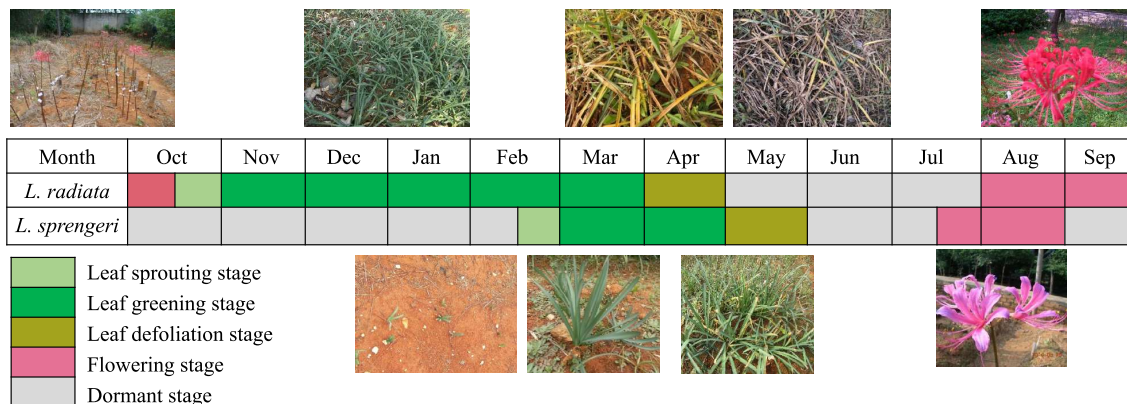 Month Oct Nov Dec Jan Feb Mar Apr May Jun Jul Aug Sep
L. radiata
L. sprengeri
Leaf sprouting stage
Leaf greening stage
Leaf defoliation stage
Flowering stage
Dormant stage